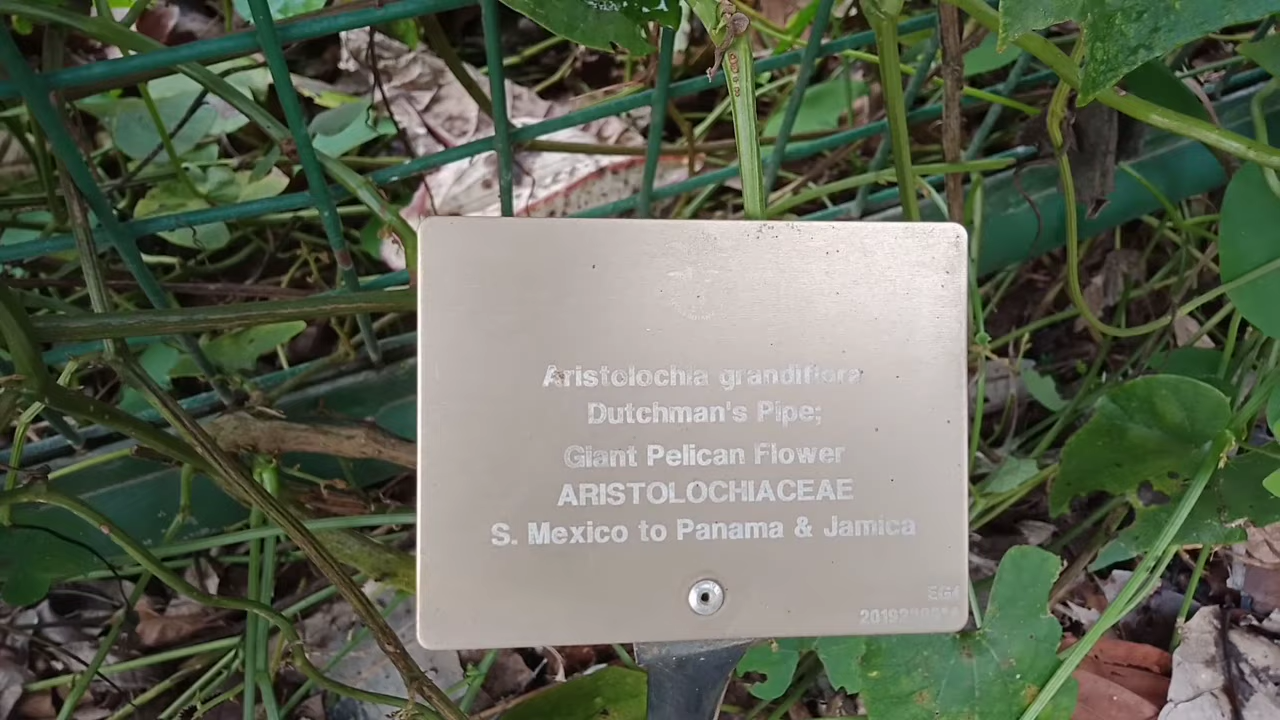 Aristolochia grandiflora
Dutchman's Pipe;
Giant Pelican Flower
ARISTOLOCHIACEAE
S. Mexico to Panama & Jamica